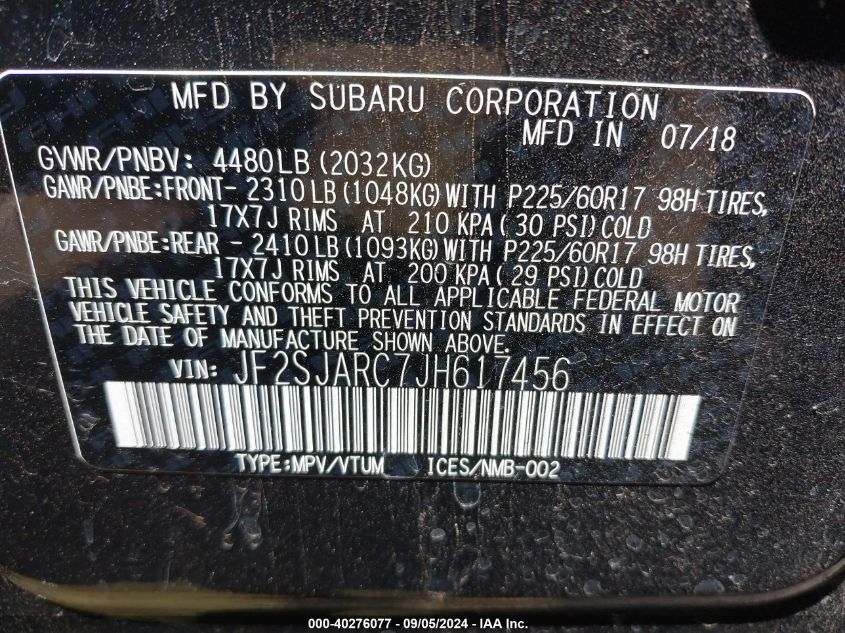 MFD BY SUBARU CORPORATION
MFD IN 07/18
GVWR/PNBV: 4480LB (2032KG)
GAWR/PNBE:FRONT- 2310LB (1048KG) WITH P225/60R17 98H TIRES,
17X7J RIMS AT 210 KPA ( 30 PSI) COLD
GAWR/PNBE:REAR - 2410LB (1093KG) WITH P225/60R17 98H TIRES,
17X7J RIMS AT 200 KPA (29 PSI) COLD
THIS VEHICLE CONFORMS TO ALL APPLICABLE FEDERAL MOTOR
VEHICLE SAFETY AND THEFT PREVENTION STANDARDS IN EFFECT ON
THE DATE OF MANUFACTURE SHOWN ABOVE.
VIN: JF2SJARC7JH617456
TYPE:MPV/VTUM ICES/NMB-002
000-40276077 - 09/05/2024 - IAA Inc.